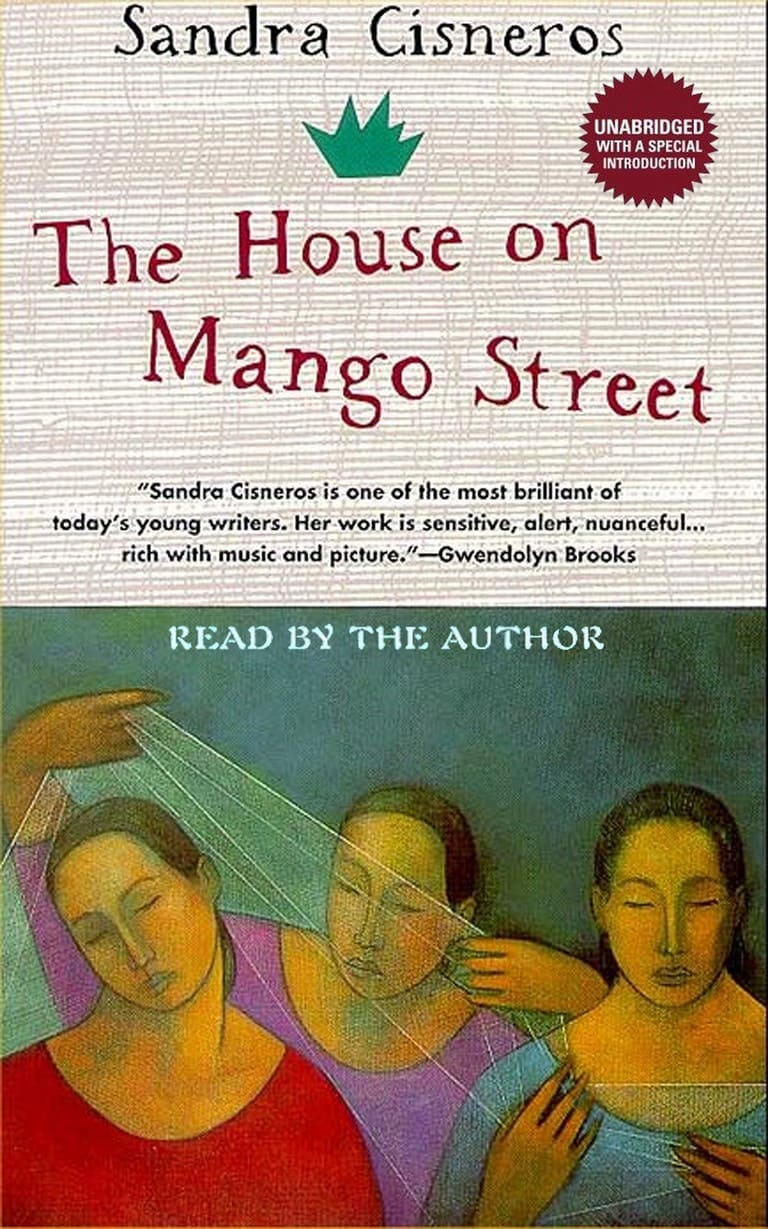 Sandra Cisneros
UNABRIDGED
WITH A SPECIAL
INTRODUCTION
The House on
Mango Street
“Sandra Cisneros is one of the most brilliant of
today’s young writers. Her work is sensitive, alert, nuanceful...
rich with music and picture.”—Gwendolyn Brooks
READ BY THE AUTHOR